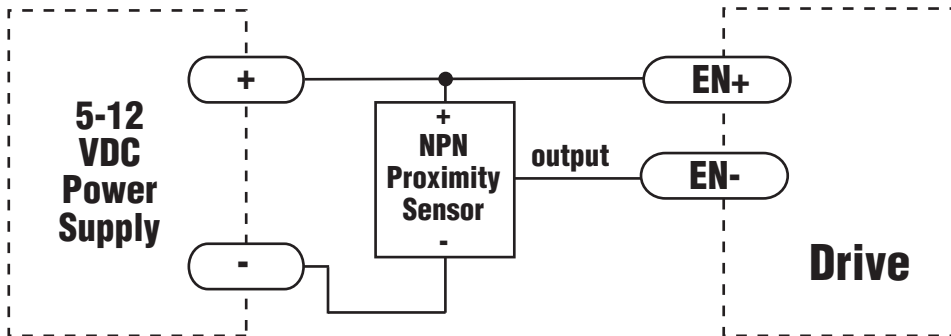 5-12
VDC
Power
Supply
+
-
+
NPN
Proximity
Sensor
-
output
EN+
EN-
Drive